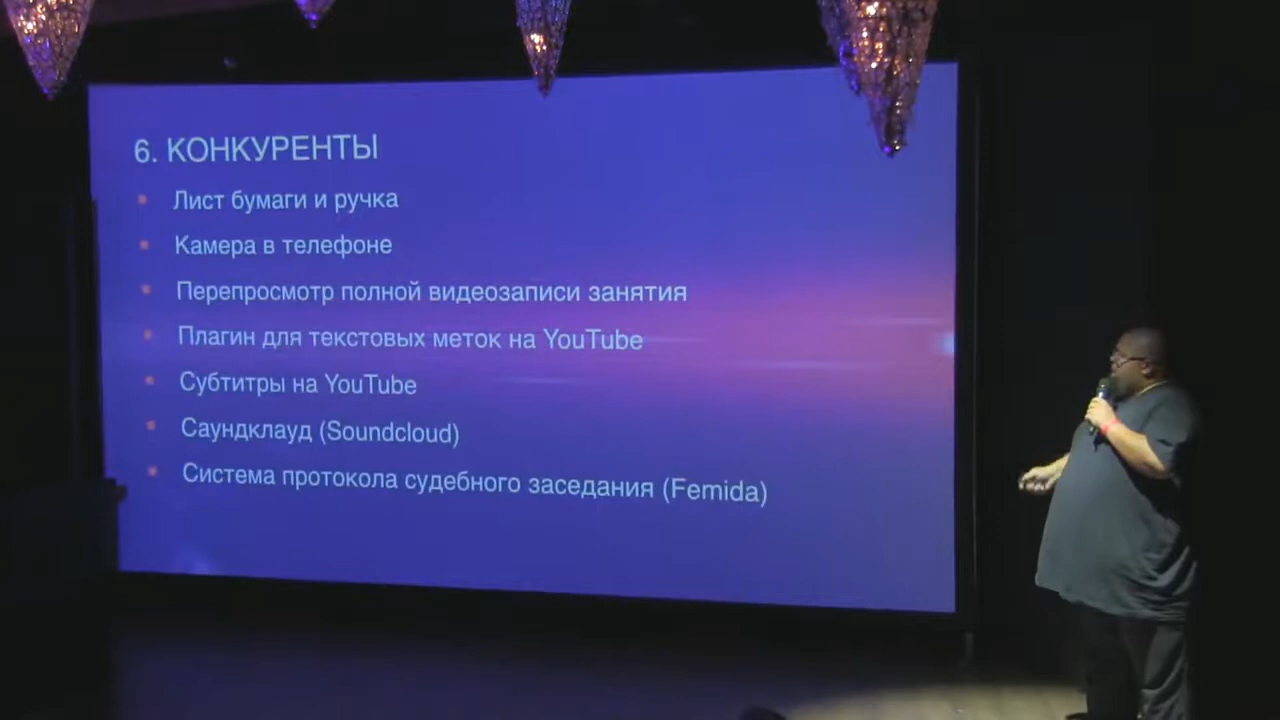 6. КОНКУРЕНТЫ
Лист бумаги и ручка
Камера в телефоне
Перепросмотр полной видеозаписи занятия
Плагин для текстовых меток на YouTube
Субтитры на YouTube
Саундклауд (Soundcloud)
Система протокола судебного заседания (Femida)